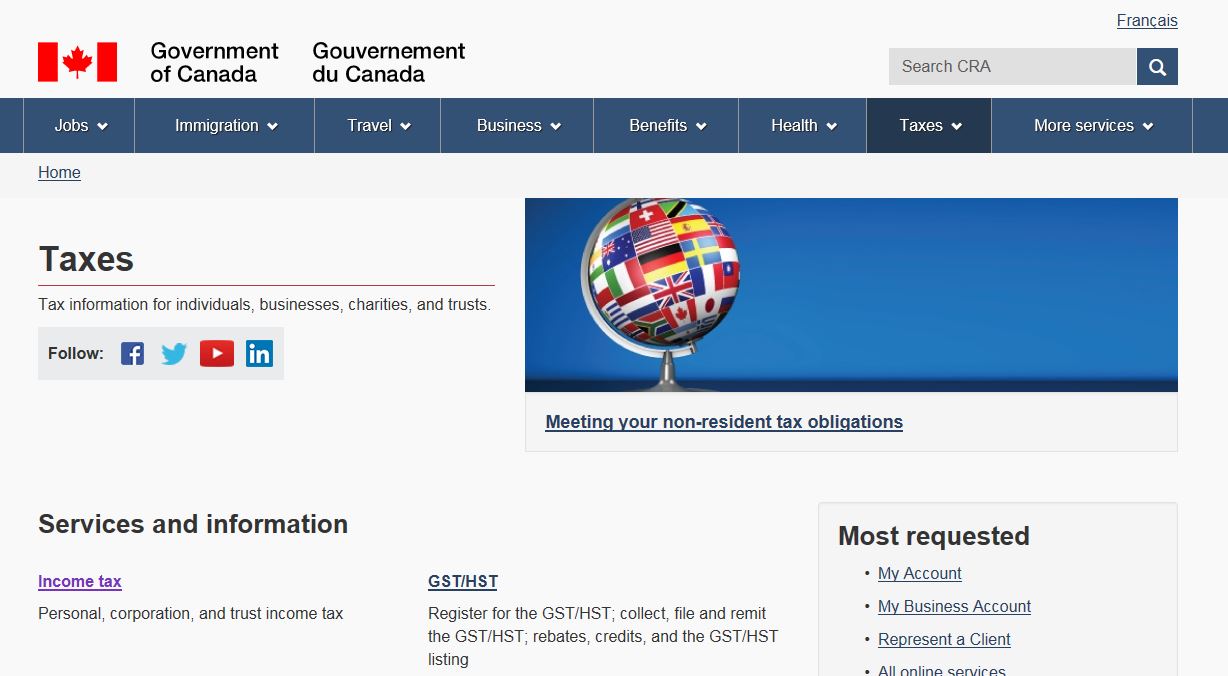 Français
Government
of Canada
Gouvernement
du Canada
Search CRA
Jobs
Immigration
Travel
Business
Benefits
Health
Taxes
More services
Home
Taxes
Tax information for individuals, businesses, charities, and trusts.
Follow:
Meeting your non-resident tax obligations
Services and information
Income tax
Personal, corporation, and trust income tax
GST/HST
Register for the GST/HST; collect, file and remit
the GST/HST; rebates, credits, and the GST/HST
listing
Most requested
• My Account
• My Business Account
• Represent a Client
• All online services